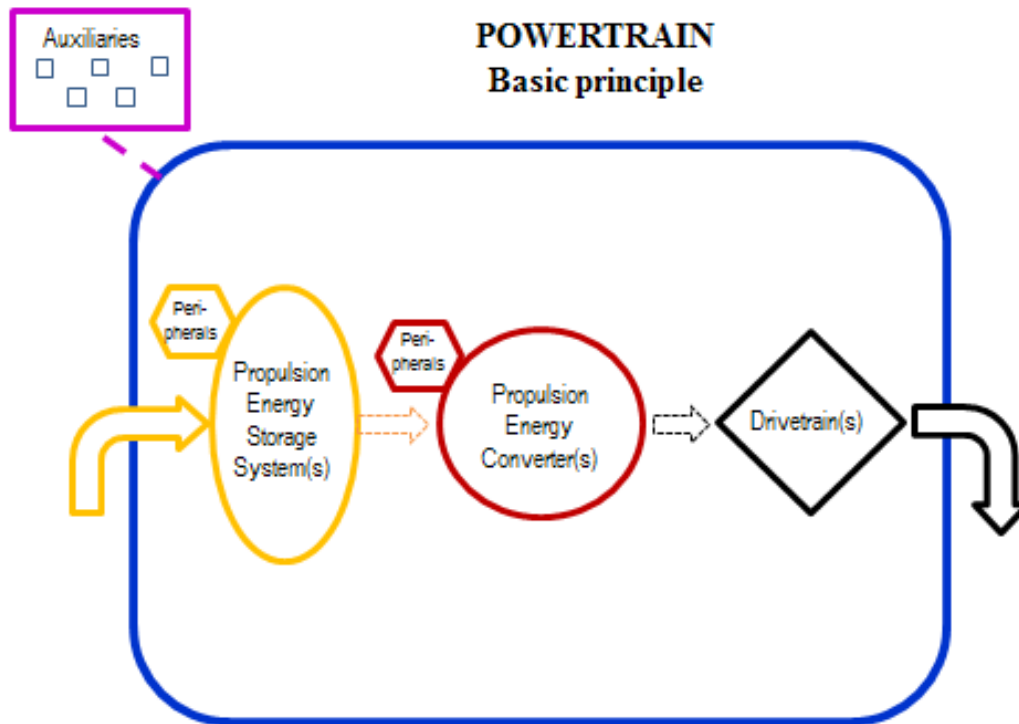 Auxiliaries
POWERTRAIN
Basic principle
Peri-
pherals
Propulsion
Energy
Storage
System(s)
Peri-
pherals
Propulsion
Energy
Converter(s)
Drivetrain(s)